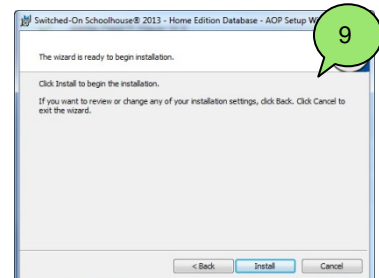 Switched-On Schoolhouse® 2013 - Home Edition Database - AOP Setup
9
The wizard is ready to begin installation.
Click Install to begin the installation.
If you want to review or change any of your installation settings, click Back. Click Cancel to
exit the wizard.
< Back Install Cancel